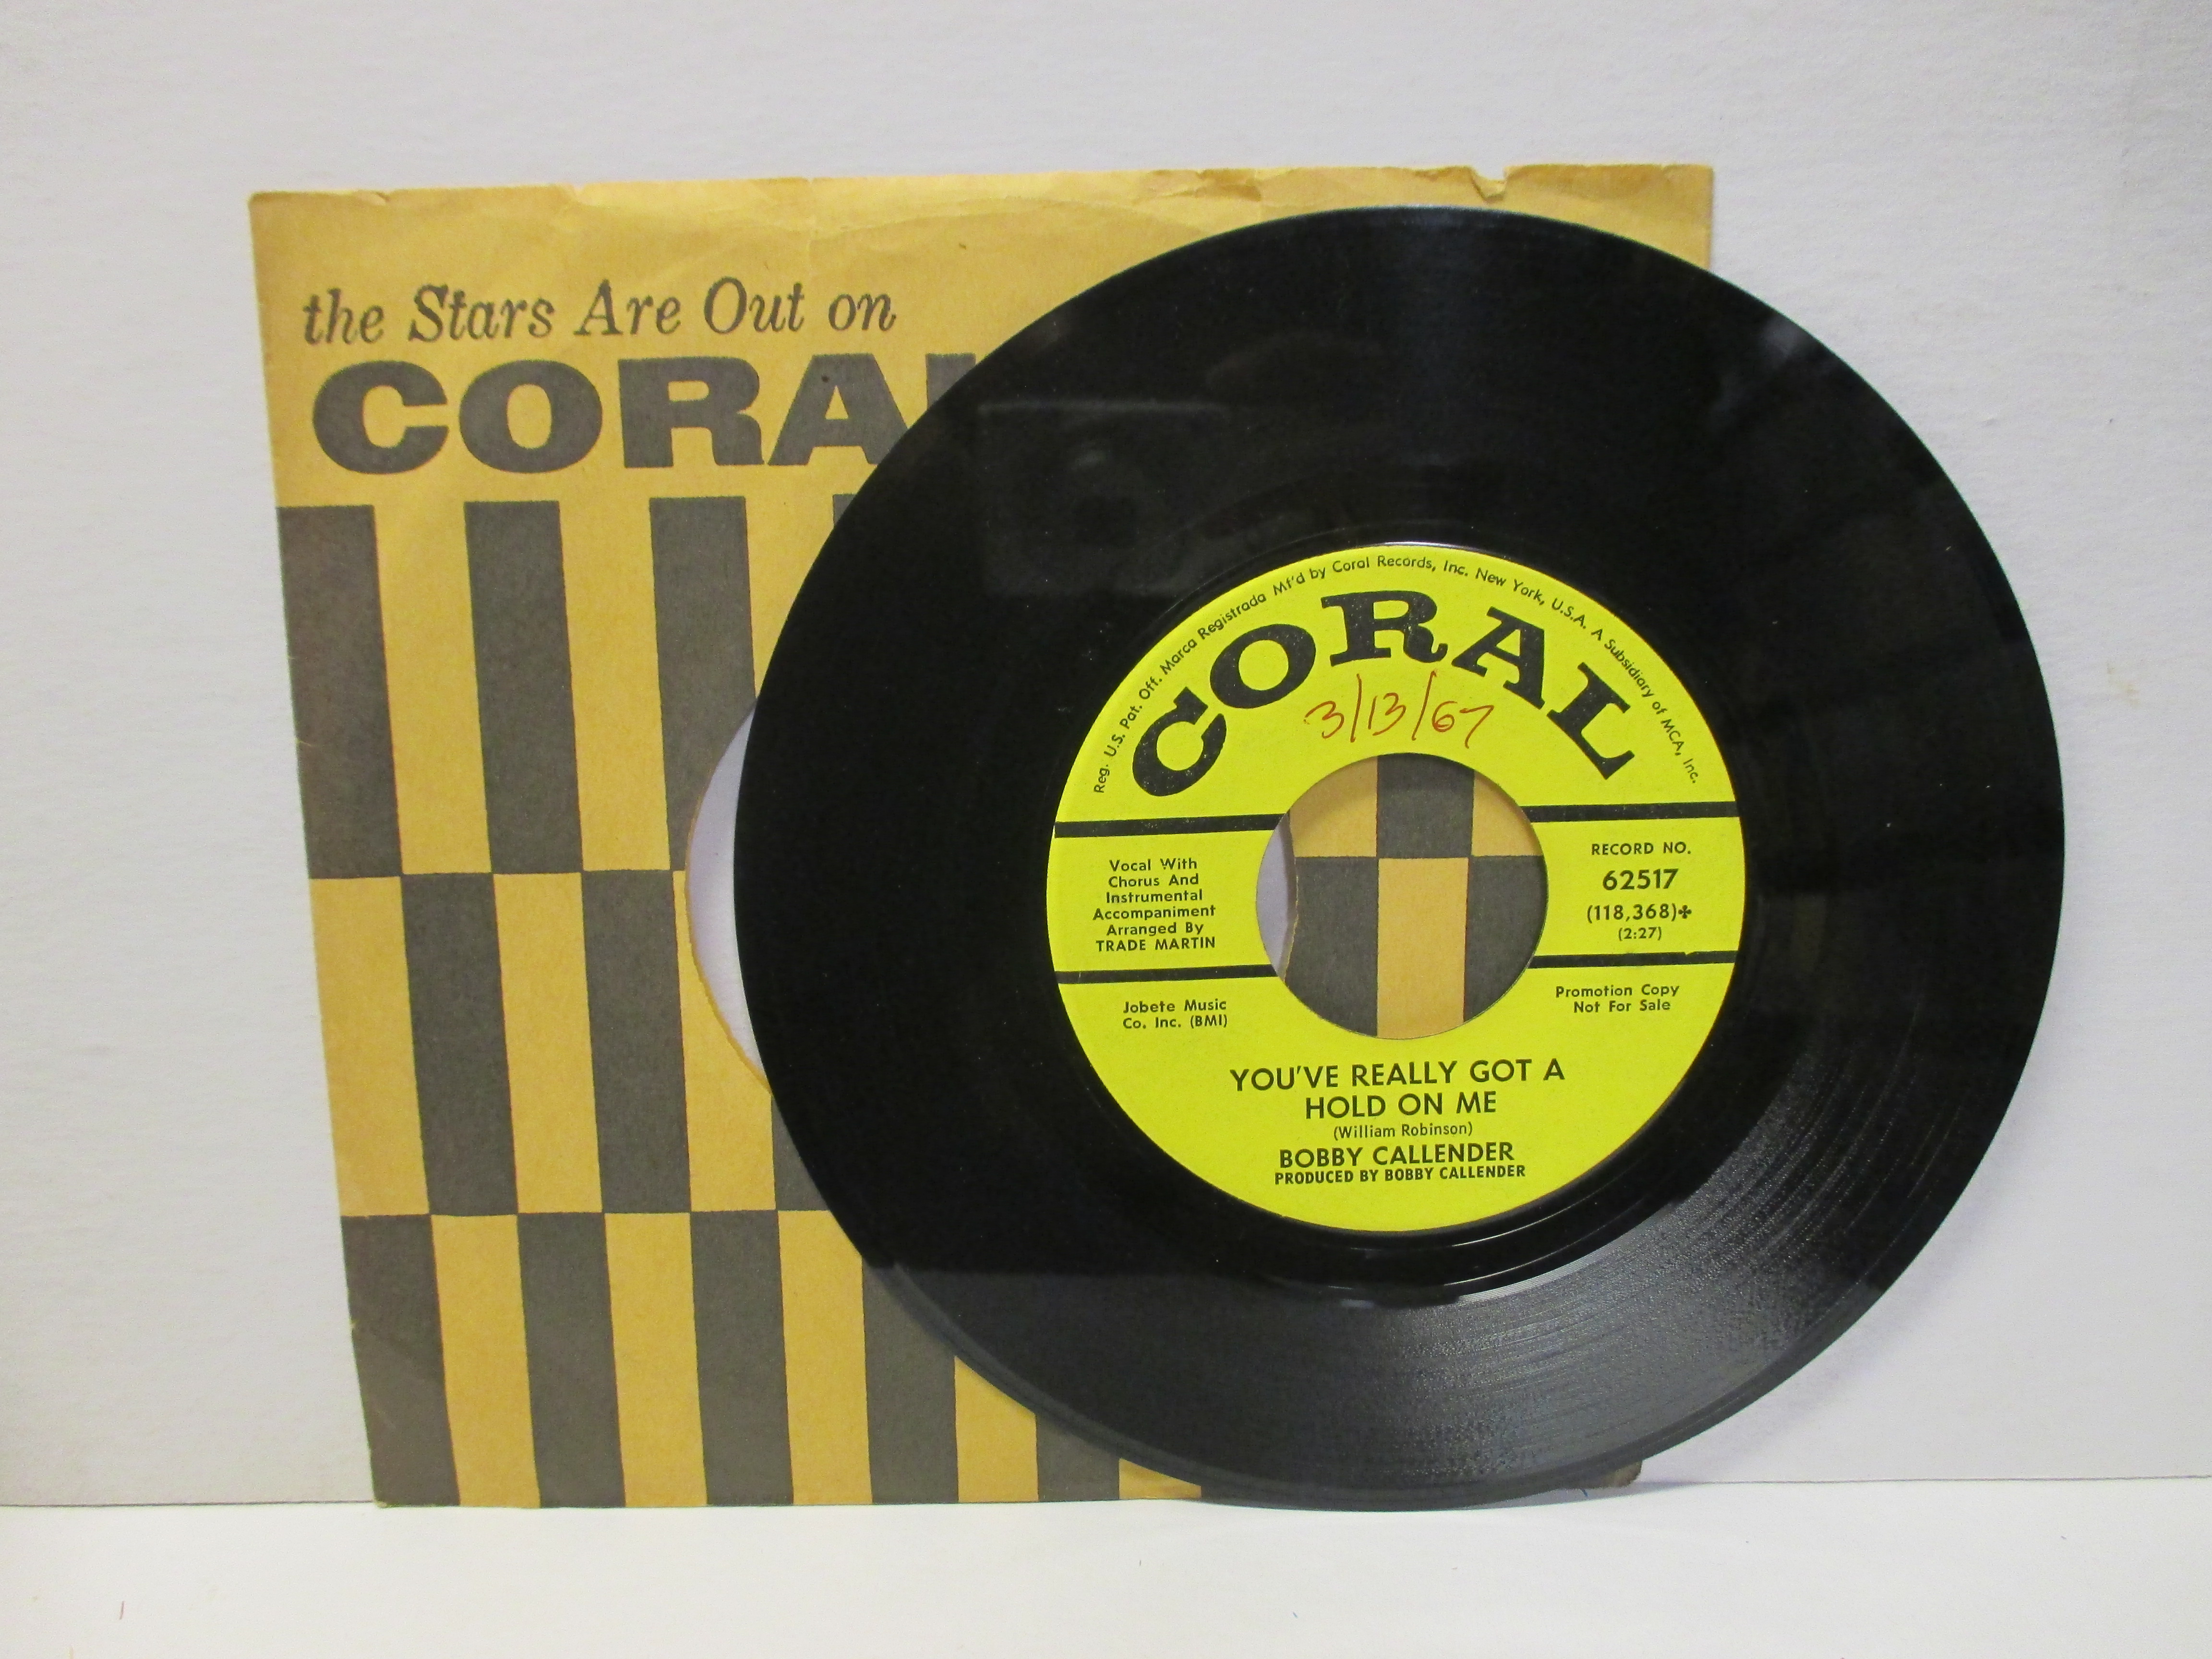 the Stars Are Out on
CORAL
Reg. U.S. Pat. Off. Marca Registrada Mf'd by Coral Records, Inc. New York, U.S.A. A Subsidiary of MCA, Inc.
CORAL
3/13/67
Vocal With
Chorus And
Instrumental
Accompaniment
Arranged By
TRADE MARTIN
RECORD NO.
62517
(118,368)✤
(2:27)
Jobete Music
Co. Inc. (BMI)
Promotion Copy
Not For Sale
YOU'VE REALLY GOT A
HOLD ON ME
(William Robinson)
BOBBY CALLENDER
PRODUCED BY BOBBY CALLENDER